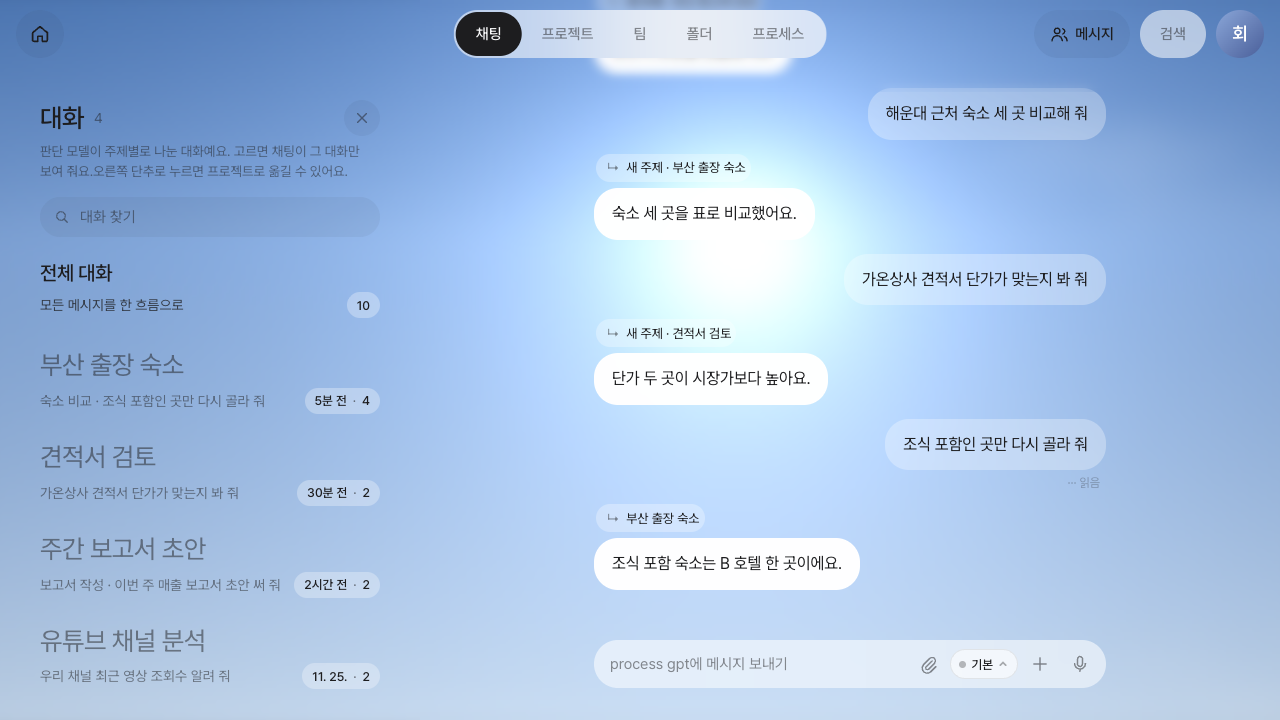 채팅
프로젝트
팀
폴더
프로세스
메시지
검색
회
대화 4
판단 모델이 주제별로 나눈 대화예요. 고르면 채팅이 그 대화만
보여 줘요.오른쪽 단추로 누르면 프로젝트로 옮길 수 있어요.
대화 찾기
전체 대화
모든 메시지를 한 흐름으로
10
부산 출장 숙소
숙소 비교 · 조식 포함인 곳만 다시 골라 줘
5분 전 · 4
견적서 검토
가온상사 견적서 단가가 맞는지 봐 줘
30분 전 · 2
주간 보고서 초안
보고서 작성 · 이번 주 매출 보고서 초안 써 줘
2시간 전 · 2
유튜브 채널 분석
우리 채널 최근 영상 조회수 알려 줘
11. 25. · 2
해운대 근처 숙소 세 곳 비교해 줘
새 주제 · 부산 출장 숙소
숙소 세 곳을 표로 비교했어요.
가온상사 견적서 단가가 맞는지 봐 줘
새 주제 · 견적서 검토
단가 두 곳이 시장가보다 높아요.
조식 포함인 곳만 다시 골라 줘
··· 읽음
부산 출장 숙소
조식 포함 숙소는 B 호텔 한 곳이에요.
process gpt에 메시지 보내기
기본